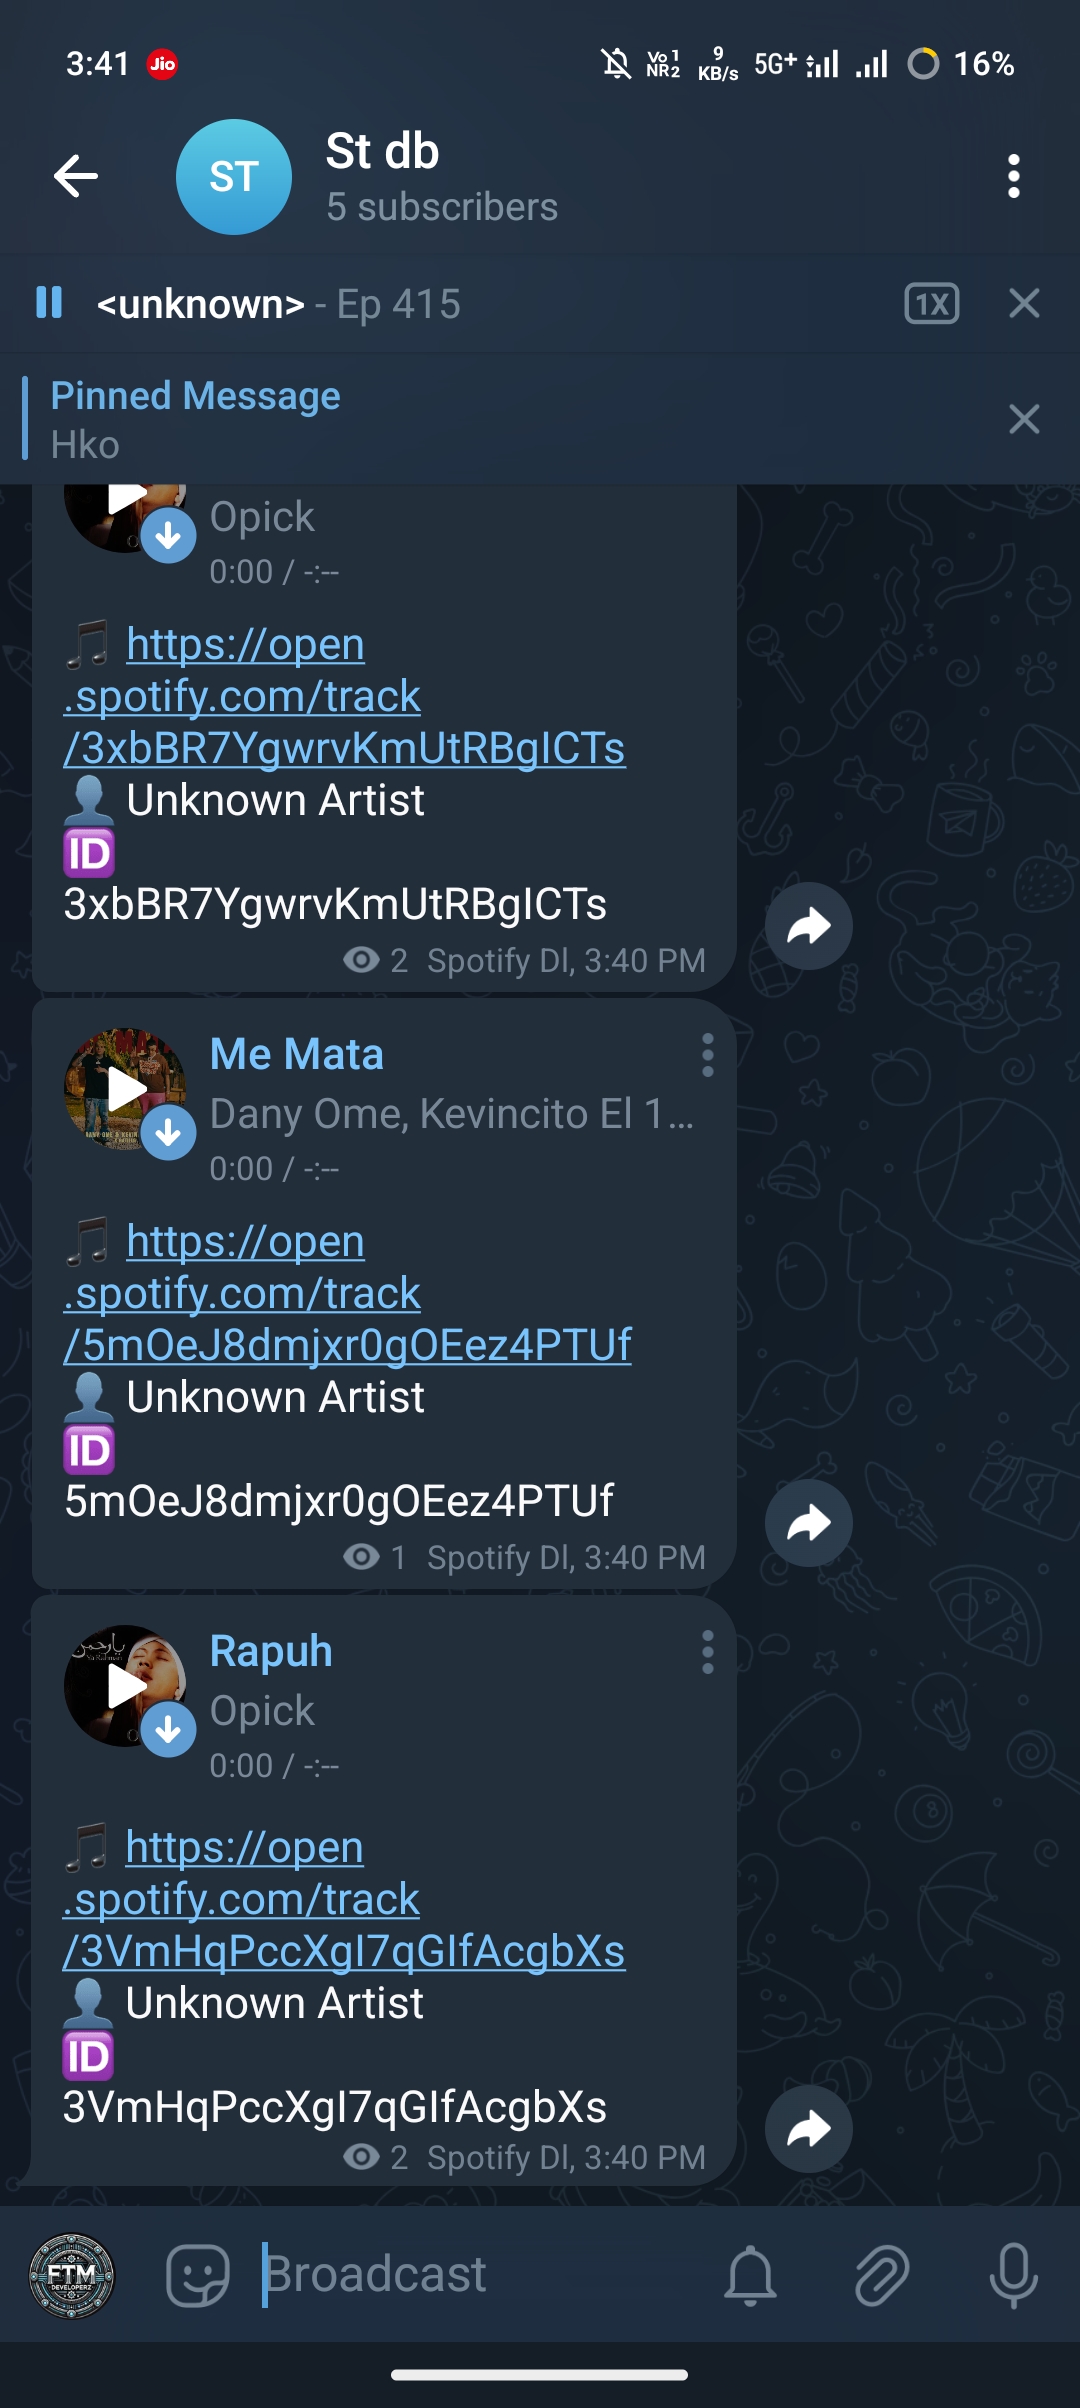 3:41 Jio Vo 1 NR2 9 KB/s 5G+ 16%
ST St db
5 subscribers
<unknown> - Ep 415 1X
Pinned Message
Hko
Opick
0:00 / -:--
🎵 https://open
.spotify.com/track
/3xbBR7YgwrvKmUtRBgICTs
👤 Unknown Artist
🆔
3xbBR7YgwrvKmUtRBgICTs
2 Spotify Dl, 3:40 PM
Me Mata
Dany Ome, Kevincito El 1...
0:00 / -:--
🎵 https://open
.spotify.com/track
/5mOeJ8dmjxr0gOEez4PTUf
👤 Unknown Artist
🆔
5mOeJ8dmjxr0gOEez4PTUf
1 Spotify Dl, 3:40 PM
Rapuh
Opick
0:00 / -:--
🎵 https://open
.spotify.com/track
/3VmHqPccXgI7qGIfAcgbXs
👤 Unknown Artist
🆔
3VmHqPccXgI7qGIfAcgbXs
2 Spotify Dl, 3:40 PM
FTM
DEVELOPERZ
Broadcast